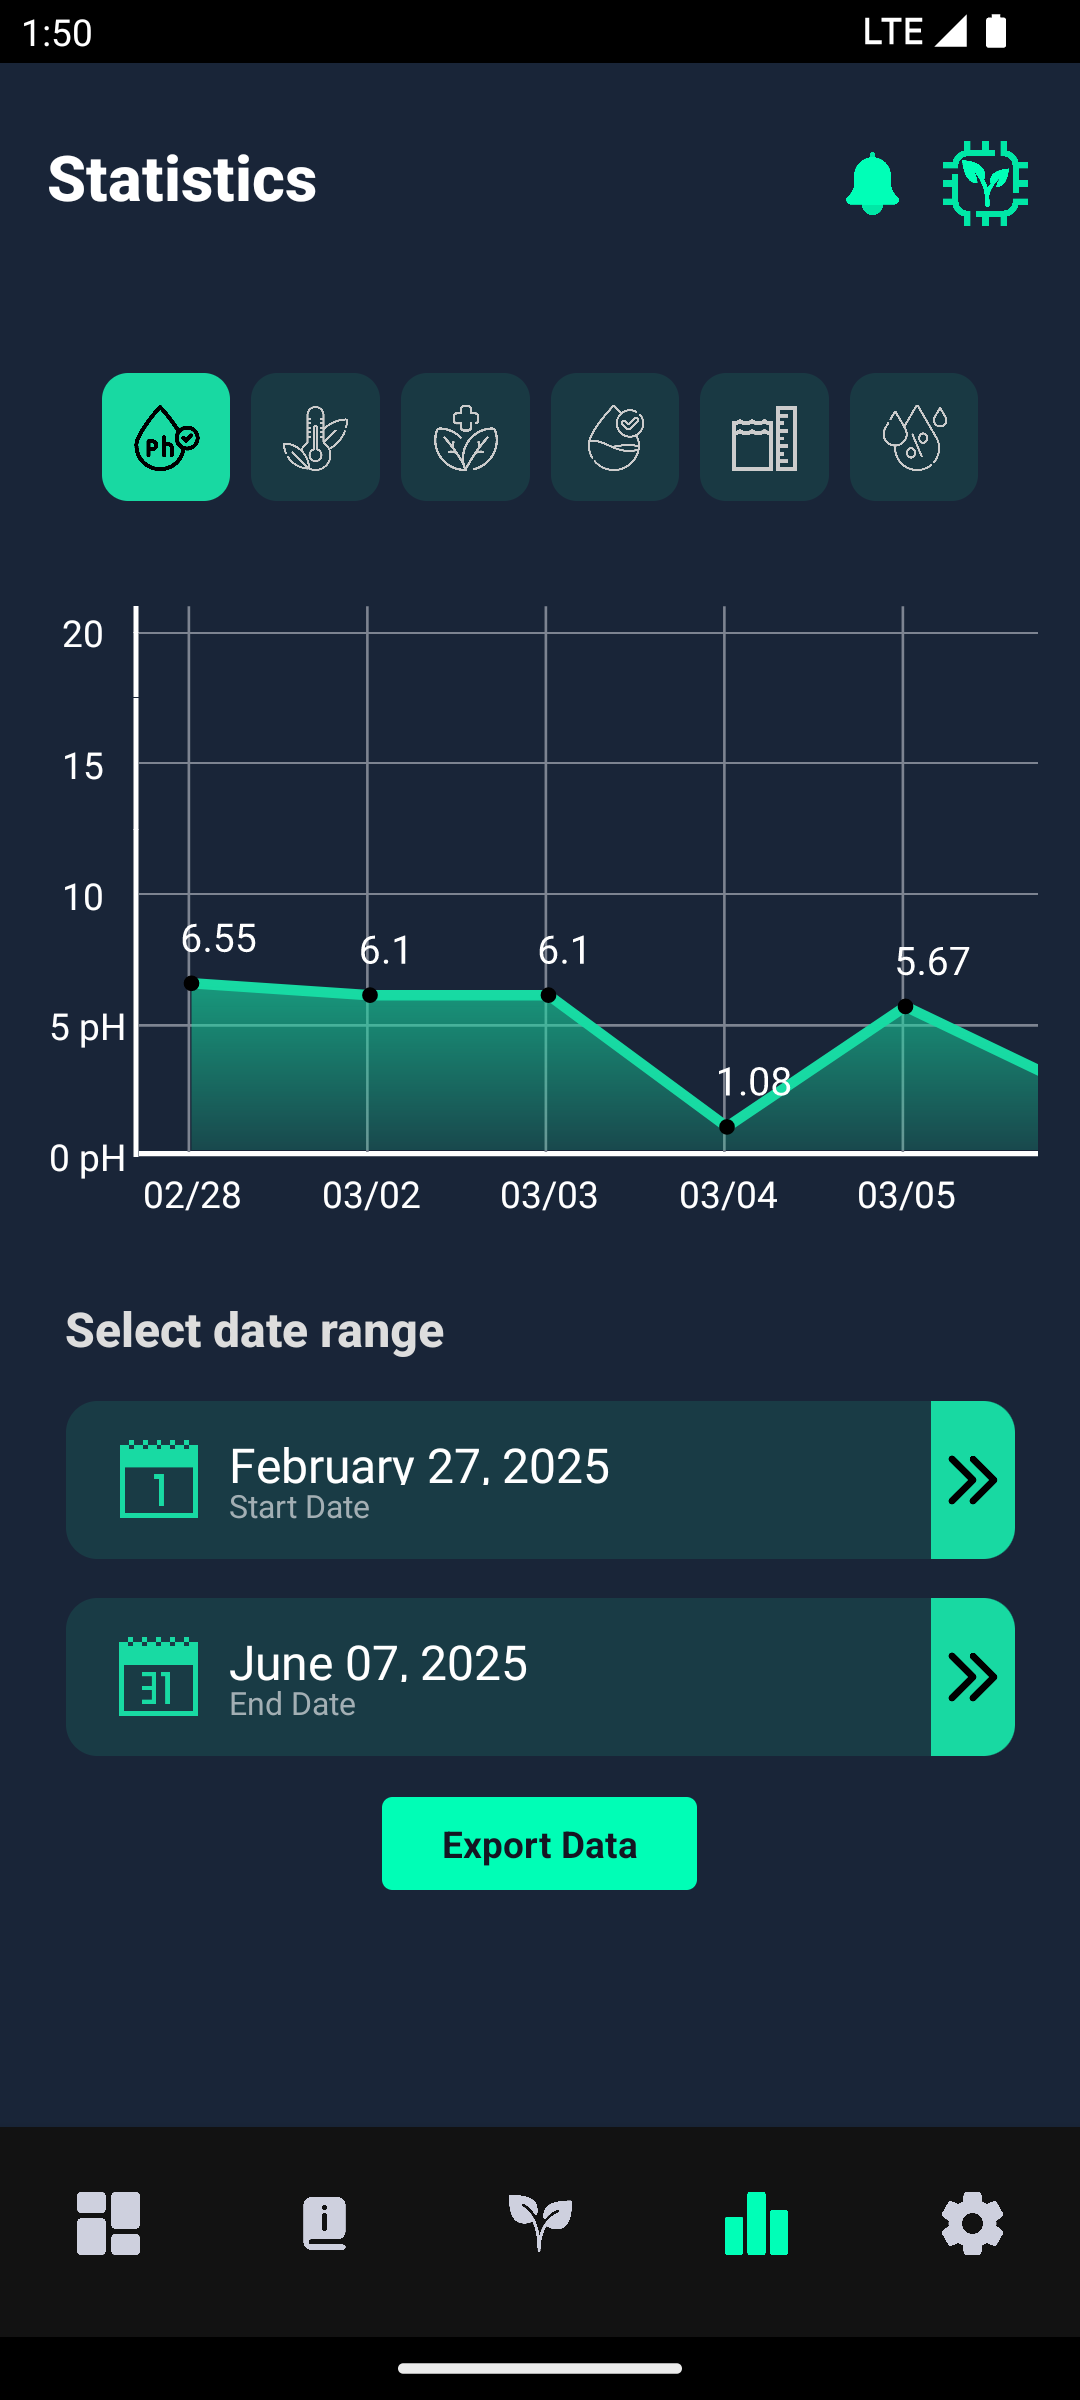 1:50 LTE
Statistics
Ph
20
15
10
5 pH
0 pH
6.55
6.1
6.1
1.08
5.67
02/28 03/02 03/03 03/04 03/05
Select date range
1
February 27, 2025
Start Date
31
June 07, 2025
End Date
Export Data